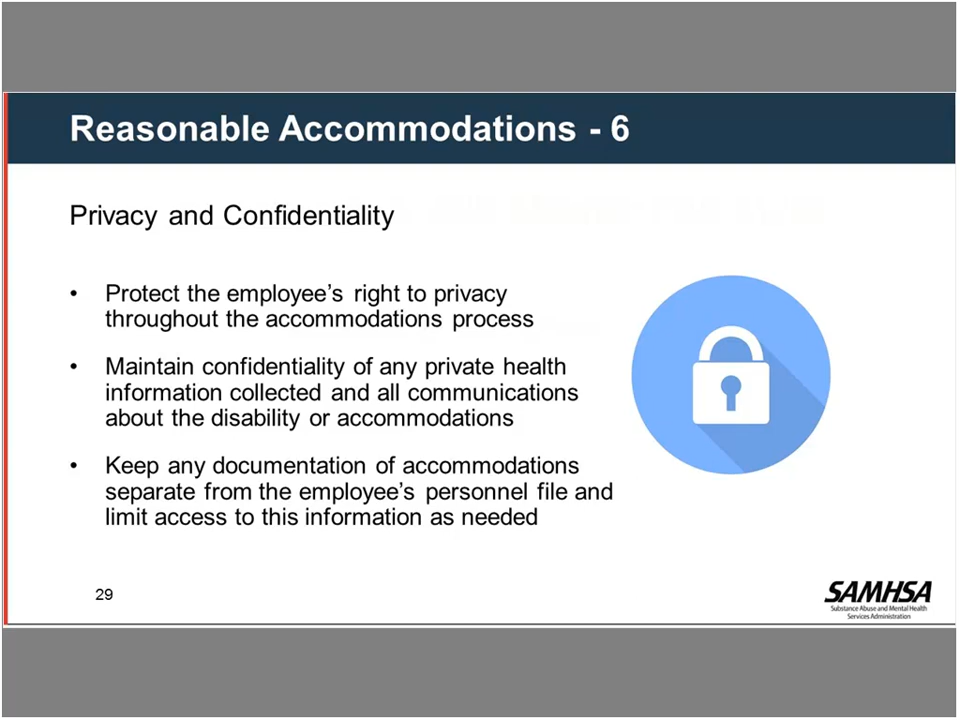 Reasonable Accommodations - 6
Privacy and Confidentiality
• Protect the employee’s right to privacy
throughout the accommodations process
• Maintain confidentiality of any private health
information collected and all communications
about the disability or accommodations
• Keep any documentation of accommodations
separate from the employee’s personnel file and
limit access to this information as needed
29
SAMHSA
Substance Abuse and Mental Health
Services Administration